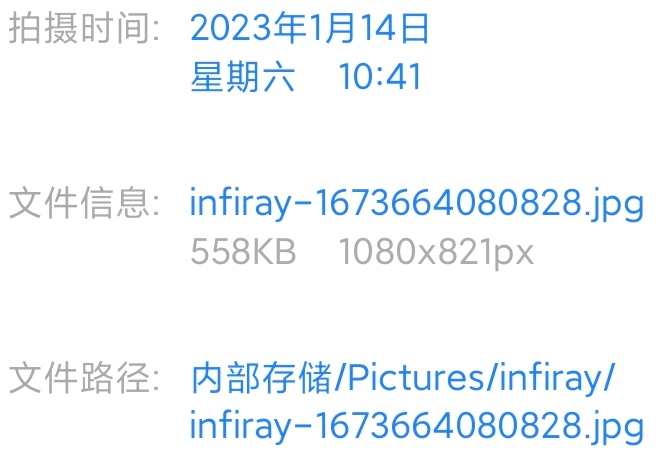 拍摄时间: 2023年1月14日
星期六 10:41
文件信息: infiray-1673664080828.jpg
558KB 1080x821px
文件路径: 内部存储/Pictures/infiray/
infiray-1673664080828.jpg